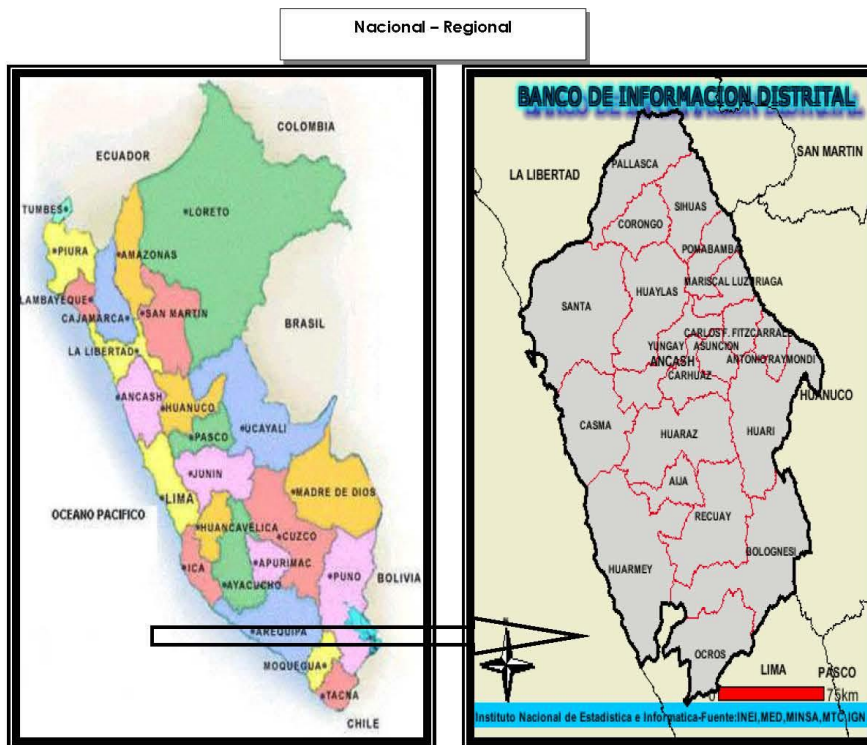 Nacional – Regional
COLOMBIA
ECUADOR
TUMBES
LORETO
PIURA
AMAZONAS
LAMBAYEQUE
SAN MARTIN
CAJAMARCA
BRASIL
LA LIBERTAD
ANCASH
HUANUCO
UCAYALI
PASCO
JUNIN
LIMA
MADRE DE DIOS
OCEANO PACIFICO
HUANCAVELICA
CUZCO
ICA
APURIMAC
PUNO
BOLIVIA
AYACUCHO
AREQUIPA
MOQUEGUA
TACNA
CHILE
BANCO DE INFORMACION DISTRITAL
SAN MARTIN
LA LIBERTAD
PALLASCA
SIHUAS
CORONGO
POMABAMBA
MARISCAL LUZURIAGA
HUAYLAS
SANTA
CARLOS F. FITZCARRALD
YUNGAY
ASUNCION
ANCASH
ANTONIO RAYMONDI
CARHUAZ
HUANUCO
CASMA
HUARAZ
HUARI
AIJA
RECUAY
BOLOGNESI
HUARMEY
OCROS
LIMA
PASCO
0 75km
Instituto Nacional de Estadistica e Informatica-Fuente:INEI,MED,MINSA,MTC,IGN